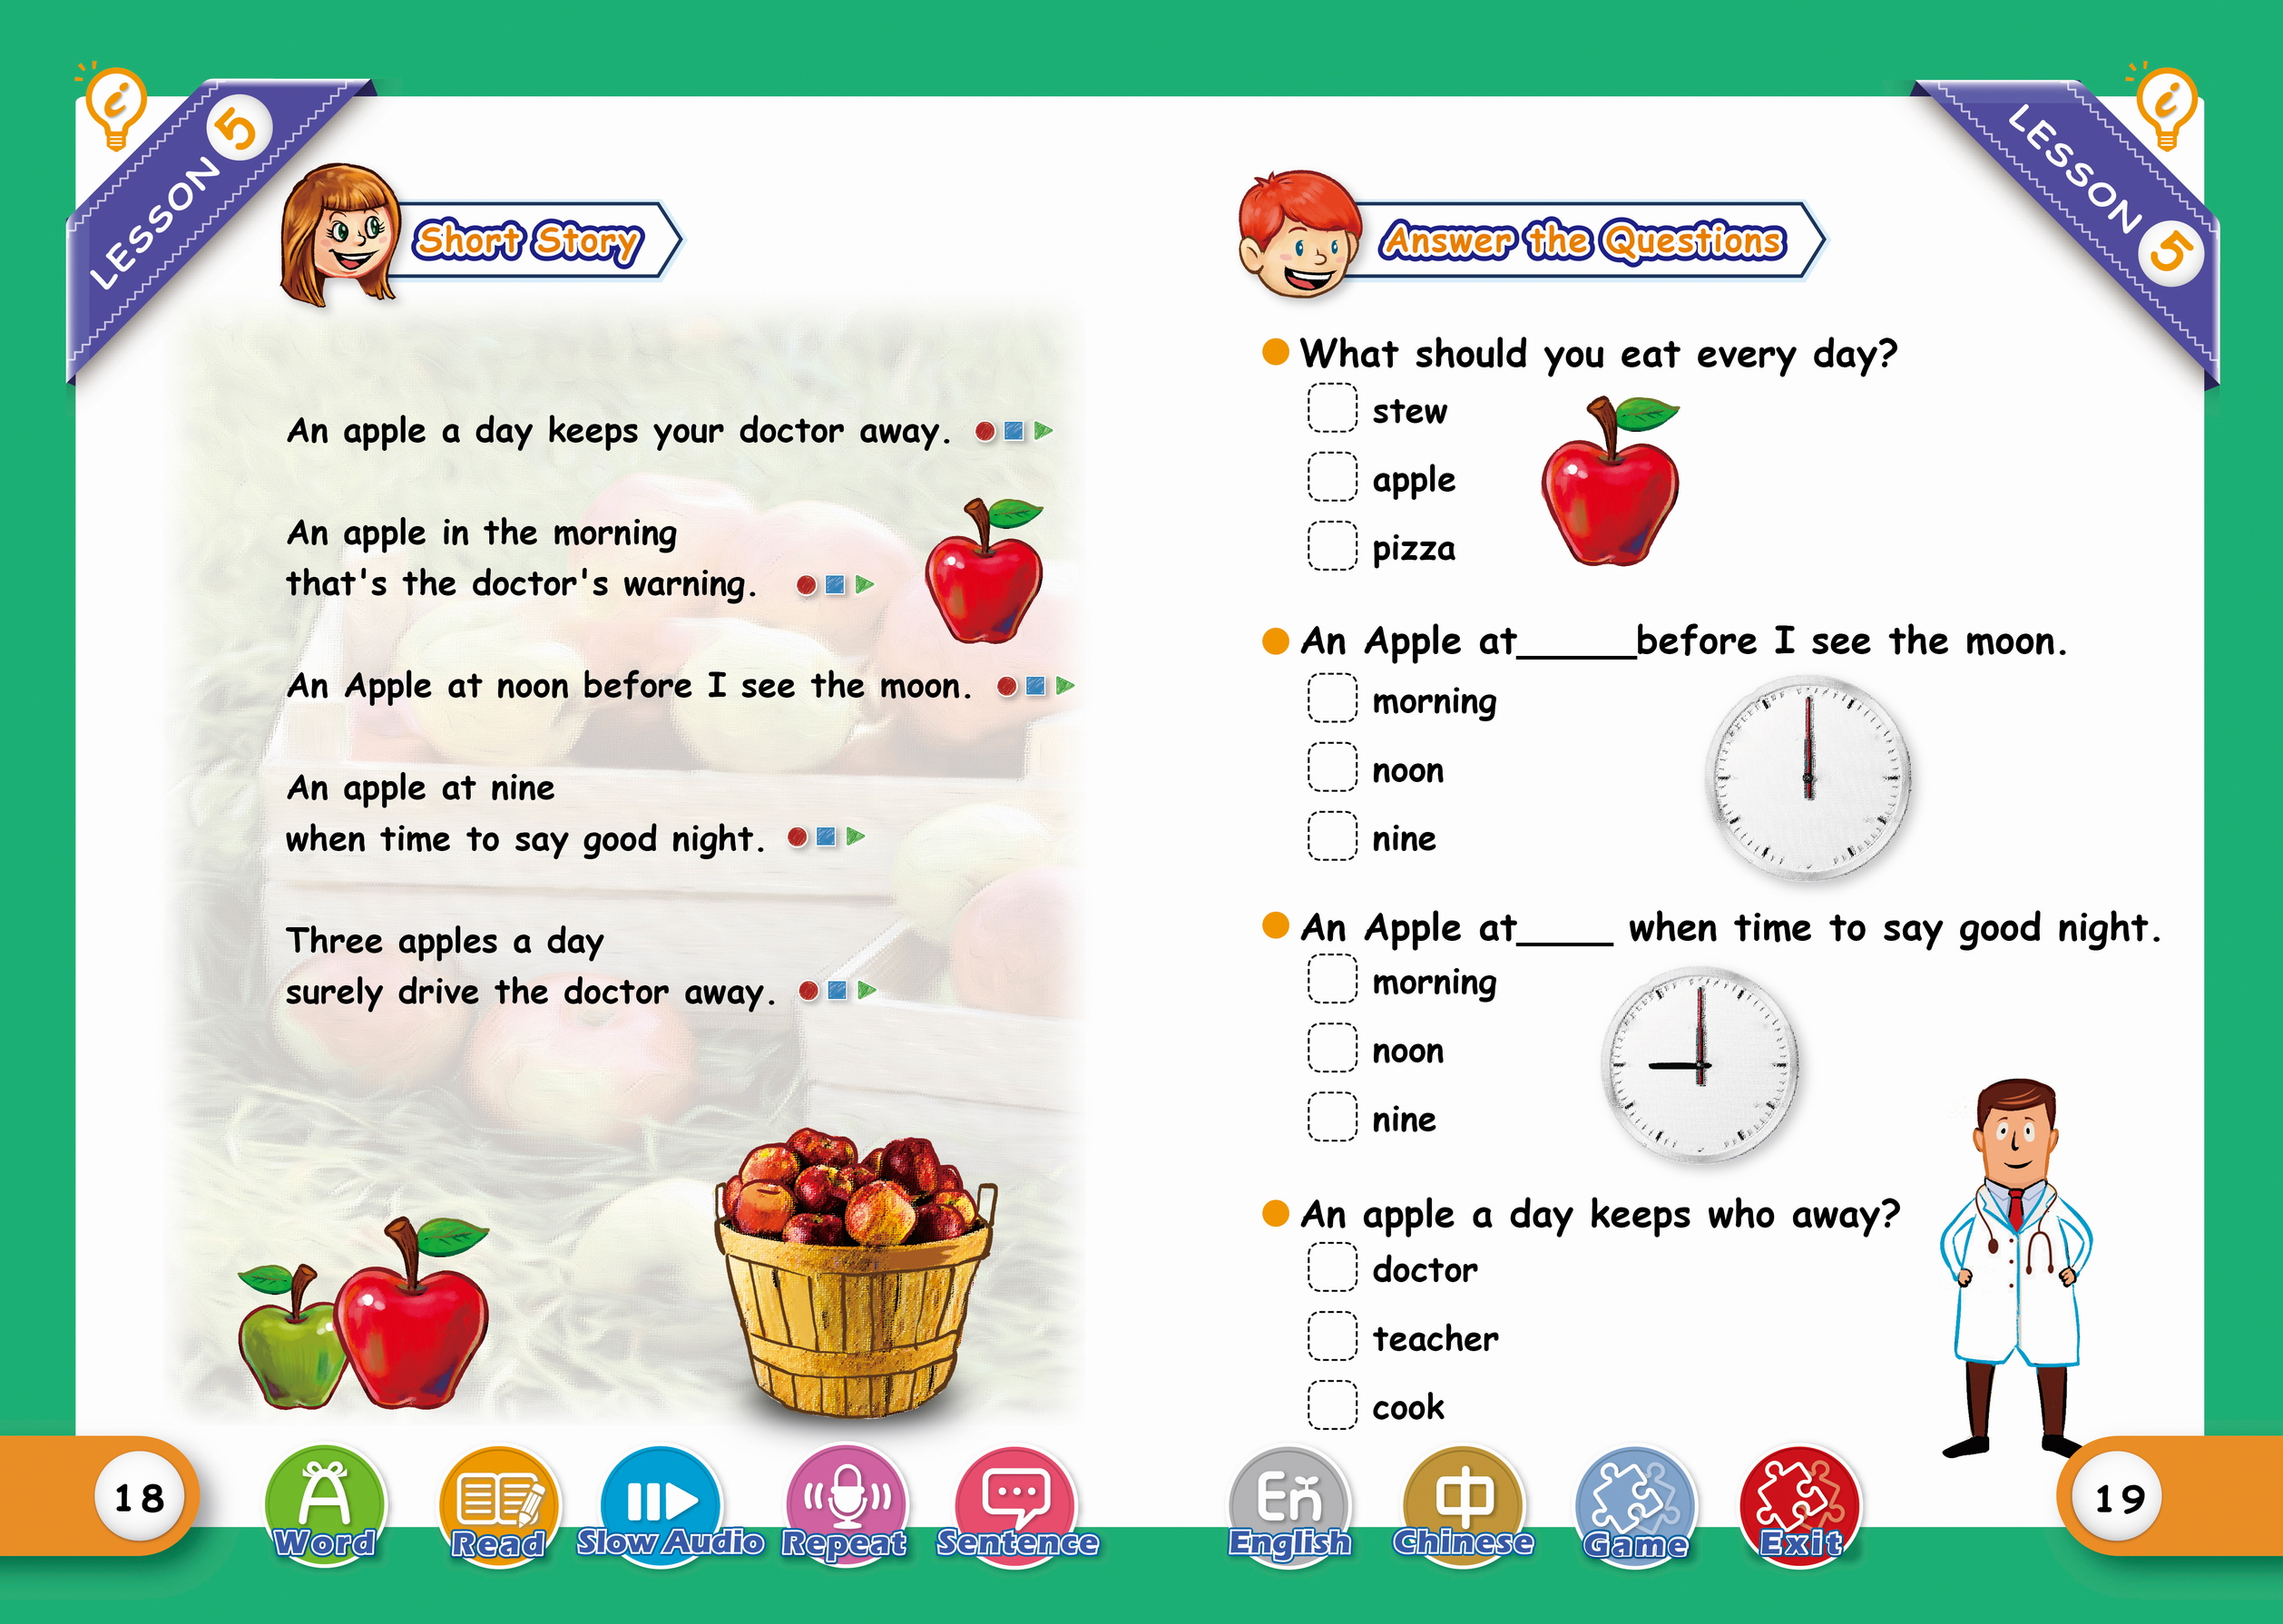 LESSON 5
Short Story
An apple a day keeps your doctor away.
An apple in the morning
that's the doctor's warning.
An Apple at noon before I see the moon.
An apple at nine
when time to say good night.
Three apples a day
surely drive the doctor away.
18
Word
Read
Slow Audio
Repeat
Sentence
LESSON 5
Answer the Questions
What should you eat every day?
stew
apple
pizza
An Apple at_____before I see the moon.
morning
noon
nine
An Apple at____ when time to say good night.
morning
noon
nine
An apple a day keeps who away?
doctor
teacher
cook
En
English
中
Chinese
Game
Exit
19